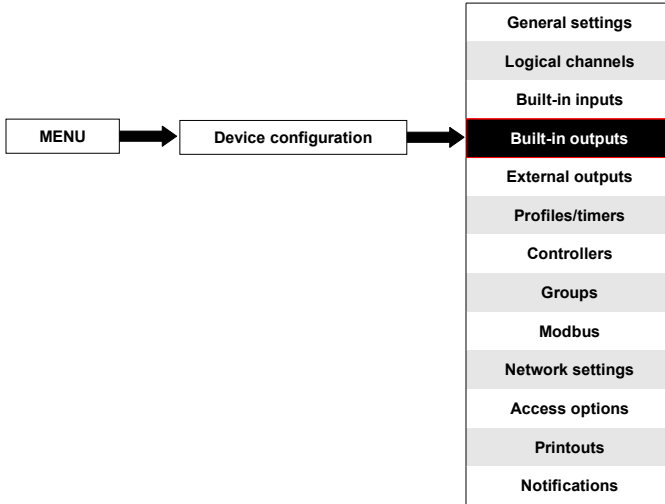 General settings
Logical channels
Built-in inputs
MENU
Device configuration
Built-in outputs
External outputs
Profiles/timers
Controllers
Groups
Modbus
Network settings
Access options
Printouts
Notifications